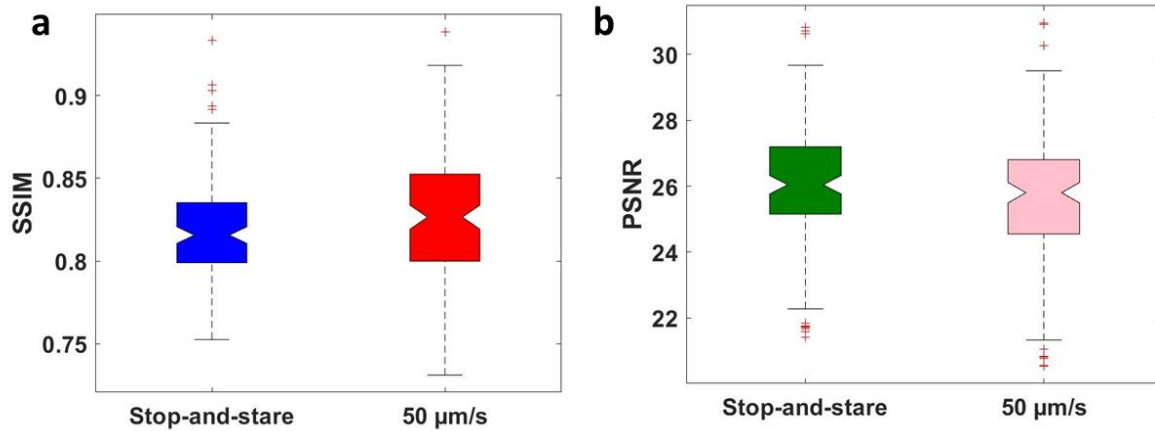 a
SSIM
0.9
0.85
0.8
0.75
Stop-and-stare
50 µm/s
b
PSNR
30
28
26
24
22
Stop-and-stare
50 µm/s